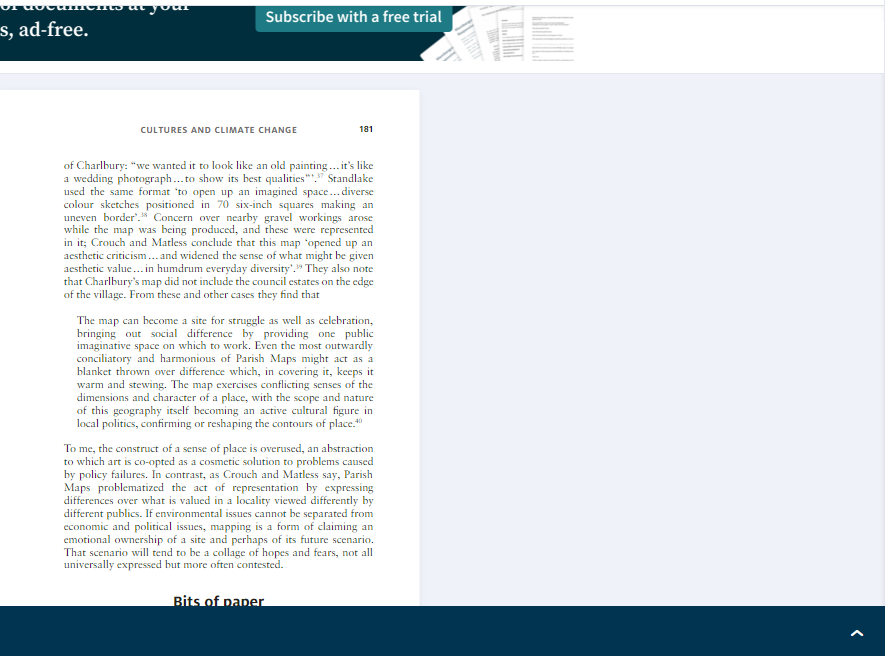 of documents at your
s, ad-free.
Subscribe with a free trial
CULTURES AND CLIMATE CHANGE 181
of Charlbury: “we wanted it to look like an old painting…it’s like
a wedding photograph…to show its best qualities”’.³⁷ Standlake
used the same format ‘to open up an imagined space…diverse
colour sketches positioned in 70 six-inch squares making an
uneven border’.³⁸ Concern over nearby gravel workings arose
while the map was being produced, and these were represented
in it; Crouch and Matless conclude that this map ‘opened up an
aesthetic criticism…and widened the sense of what might be given
aesthetic value…in humdrum everyday diversity’.³⁹ They also note
that Charlbury’s map did not include the council estates on the edge
of the village. From these and other cases they find that
The map can become a site for struggle as well as celebration,
bringing out social difference by providing one public
imaginative space on which to work. Even the most outwardly
conciliatory and harmonious of Parish Maps might act as a
blanket thrown over difference which, in covering it, keeps it
warm and stewing. The map exercises conflicting senses of the
dimensions and character of a place, with the scope and nature
of this geography itself becoming an active cultural figure in
local politics, confirming or reshaping the contours of place.⁴⁰
To me, the construct of a sense of place is overused, an abstraction
to which art is co-opted as a cosmetic solution to problems caused
by policy failures. In contrast, as Crouch and Matless say, Parish
Maps problematized the act of representation by expressing
differences over what is valued in a locality viewed differently by
different publics. If environmental issues cannot be separated from
economic and political issues, mapping is a form of claiming an
emotional ownership of a site and perhaps of its future scenario.
That scenario will tend to be a collage of hopes and fears, not all
universally expressed but more often contested.
Bits of paper